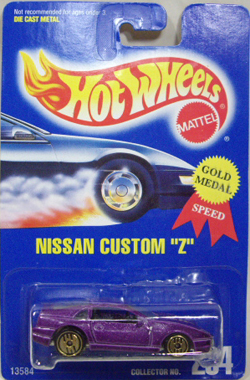 Not recommended for ages under 3.
DIE CAST METAL
HOT WHEELS
MATTEL
GOLD
MEDAL
SPEED
NISSAN CUSTOM "Z"
13584
COLLECTOR NO.